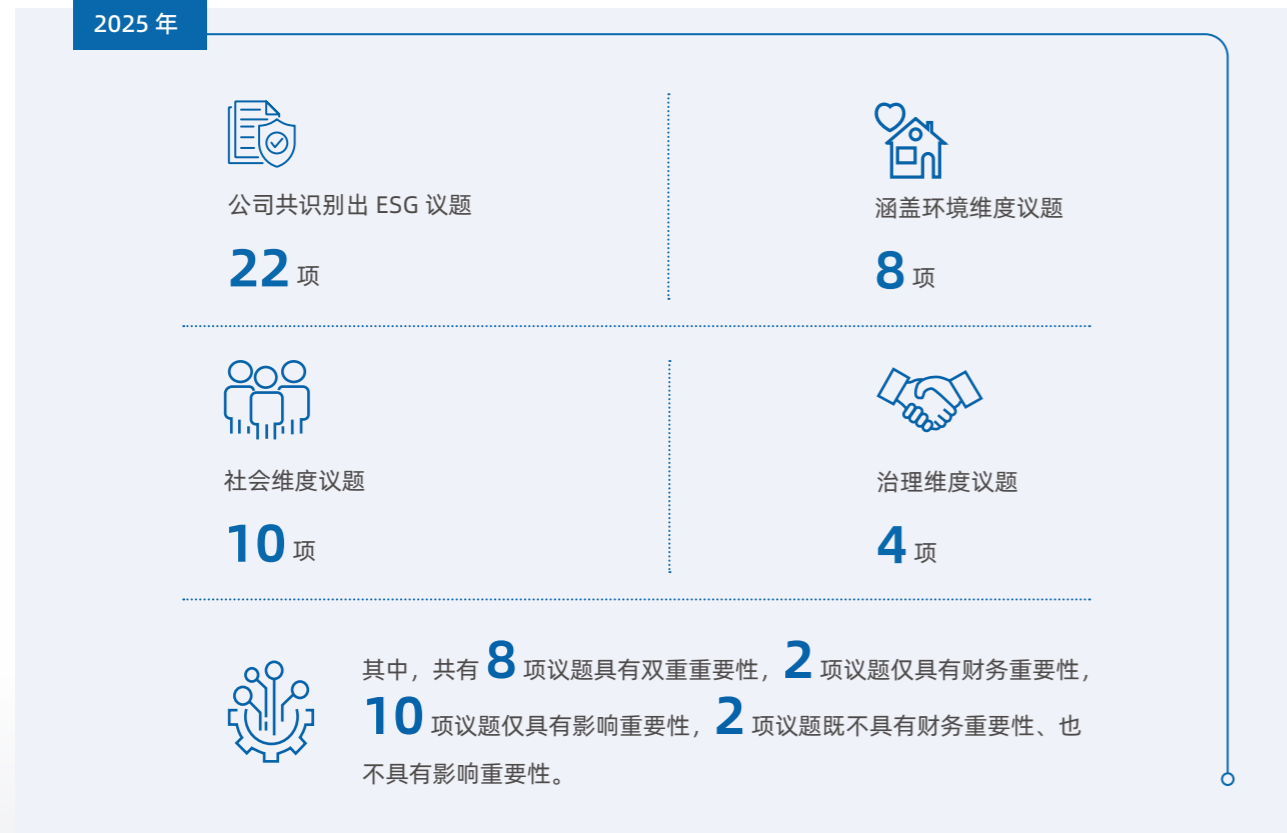 2025 年
公司共识别出 ESG 议题
22 项
涵盖环境维度议题
8 项
社会维度议题
10 项
治理维度议题
4 项
其中，共有 8 项议题具有双重重要性，2 项议题仅具有财务重要性，
10 项议题仅具有影响重要性，2 项议题既不具有财务重要性、也
不具有影响重要性。